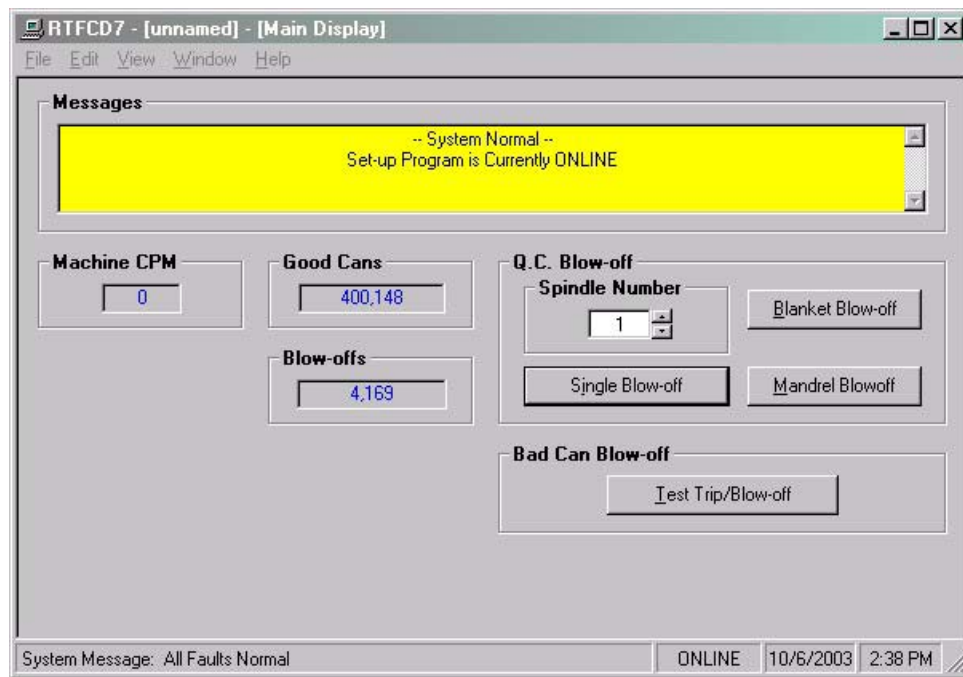 RTFCD7 - [unnamed] - [Main Display]
File Edit View Window Help
Messages
-- System Normal --
Set-up Program is Currently ONLINE
Machine CPM
0
Good Cans
400,148
Blow-offs
4,169
Q.C. Blow-off
Spindle Number
1
Blanket Blow-off
Single Blow-off
Mandrel Blowoff
Bad Can Blow-off
Test Trip/Blow-off
System Message: All Faults Normal
ONLINE
10/6/2003
2:38 PM